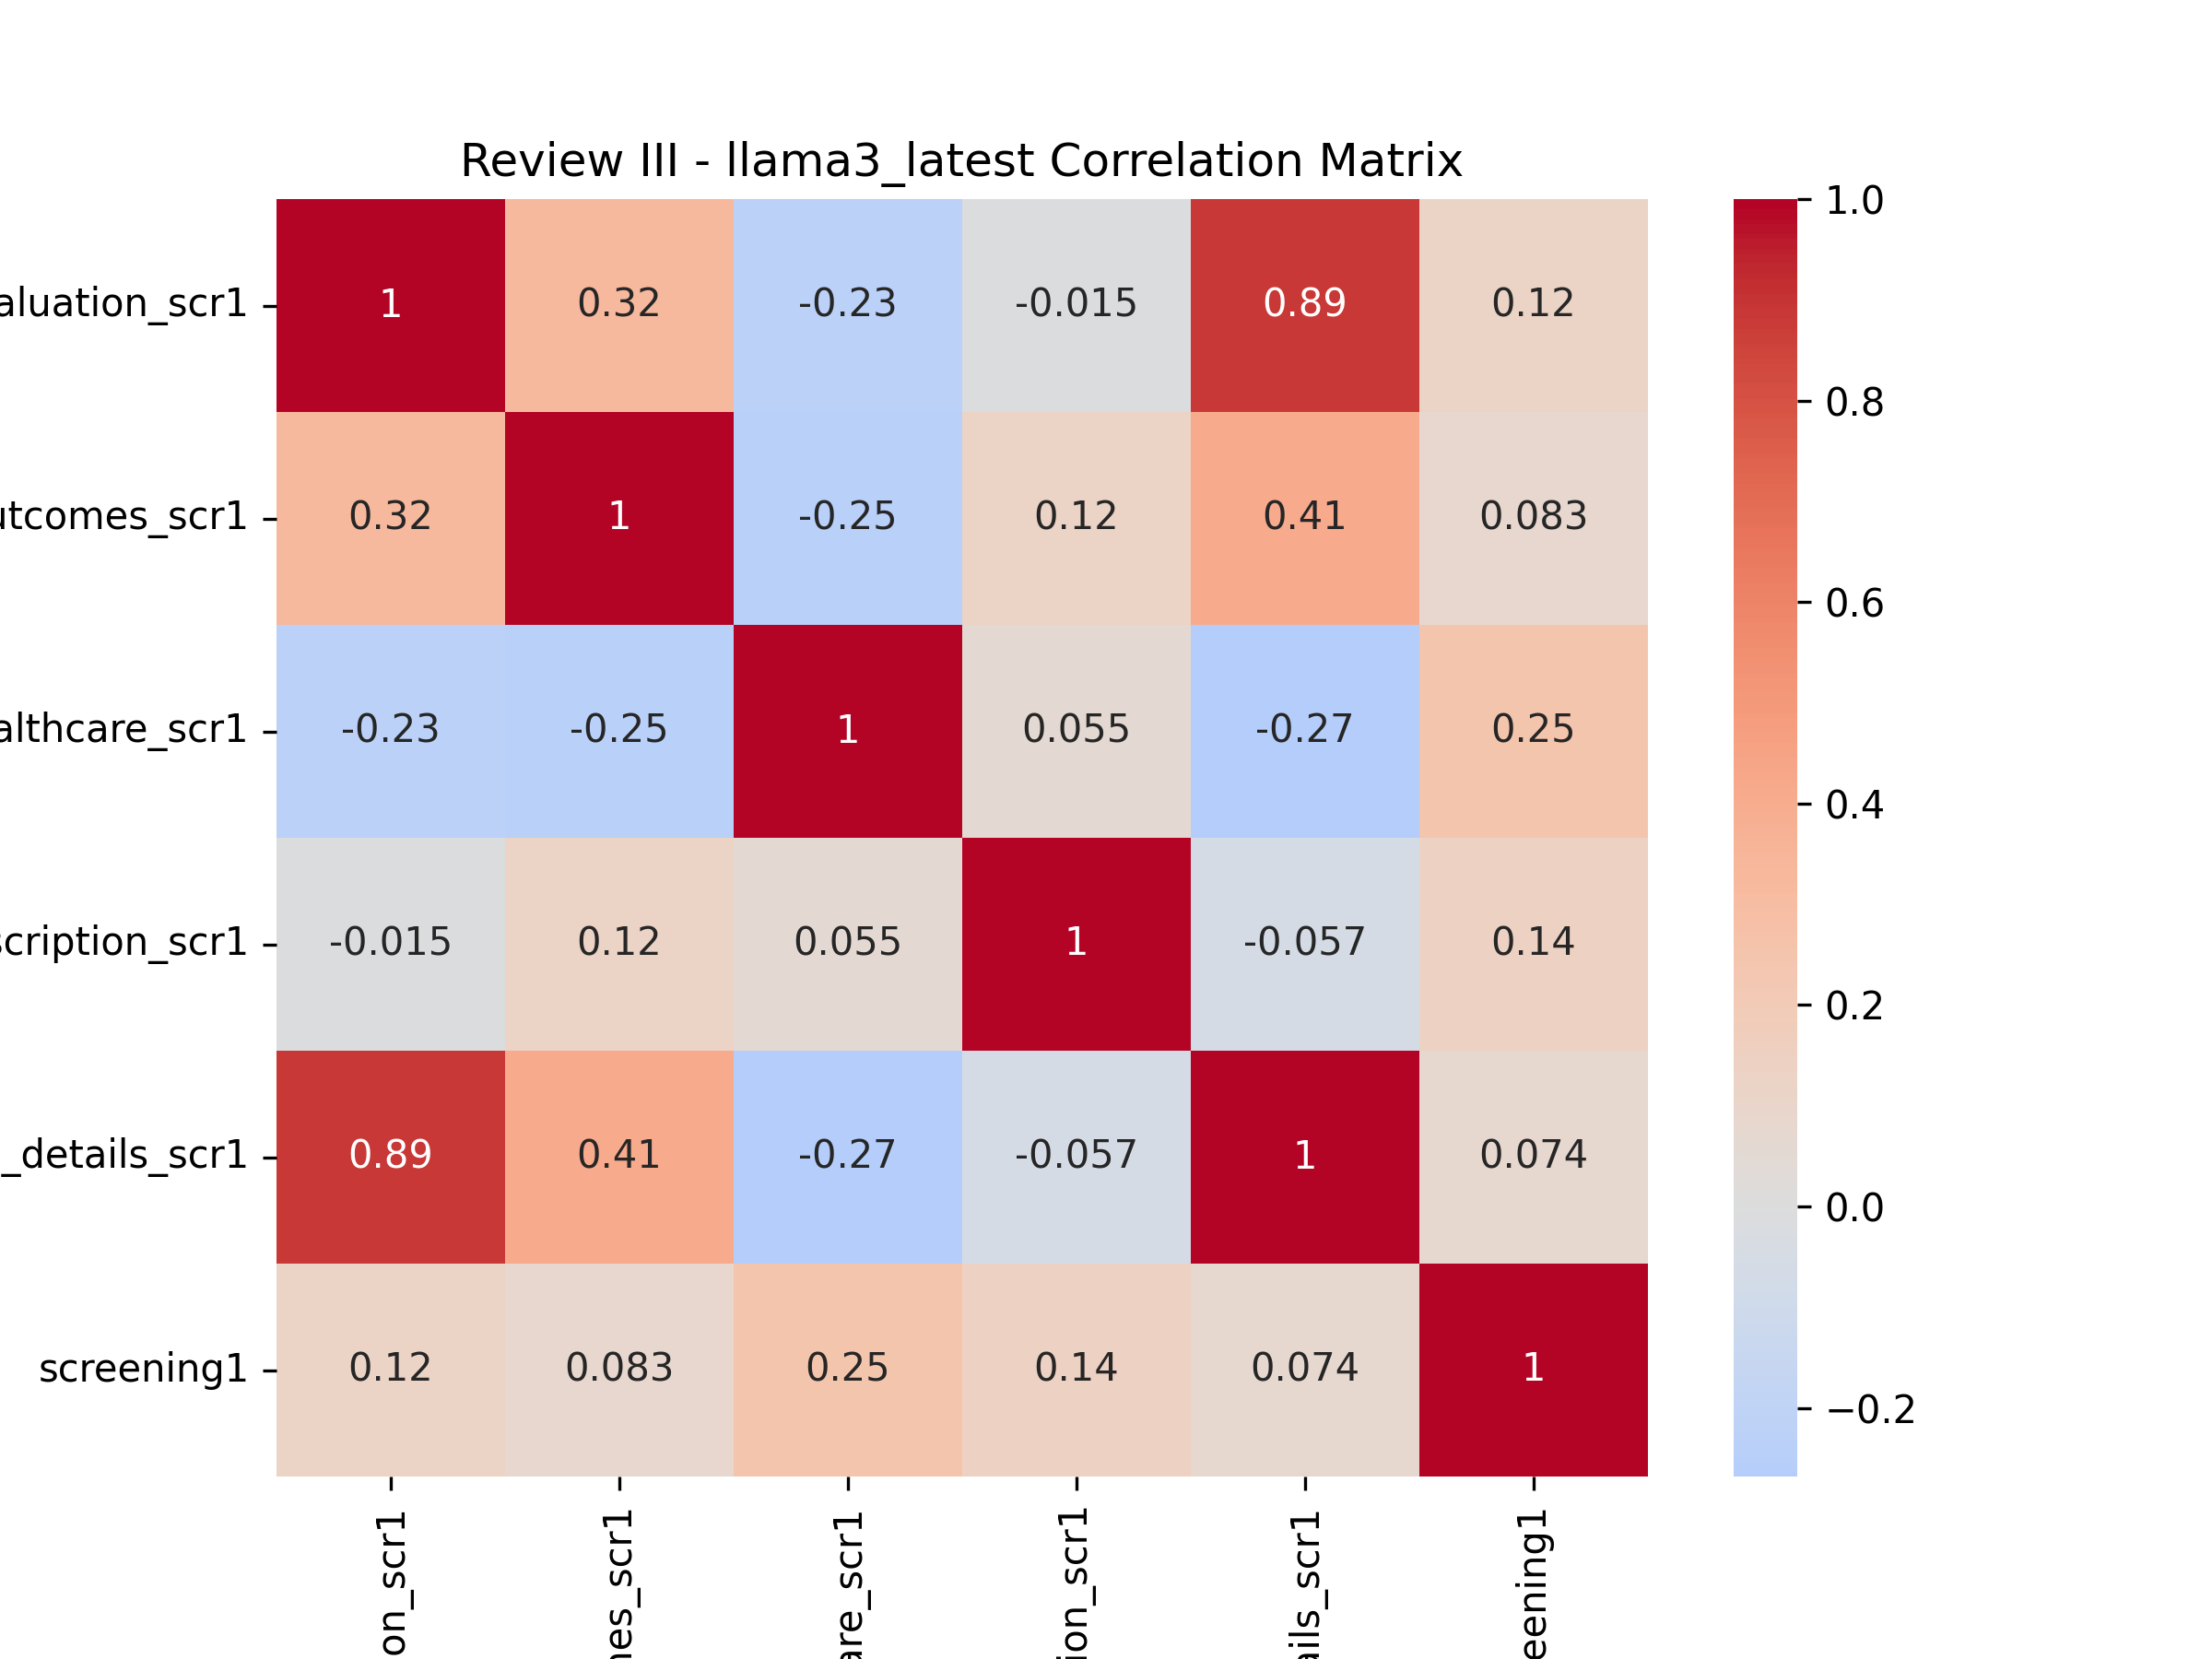 Review III - llama3_latest Correlation Matrix
1.0
aluation_scr1 1 0.32 -0.23 -0.015 0.89 0.12
0.8
utcomes_scr1 0.32 1 -0.25 0.12 0.41 0.083
0.6
althcare_scr1 -0.23 -0.25 1 0.055 -0.27 0.25
0.4
scription_scr1 -0.015 0.12 0.055 1 -0.057 0.14
0.2
_details_scr1 0.89 0.41 -0.27 -0.057 1 0.074
0.0
screening1 0.12 0.083 0.25 0.14 0.074 1
−0.2
on_scr1
nes_scr1
are_scr1
ion_scr1
ails_scr1
eening1